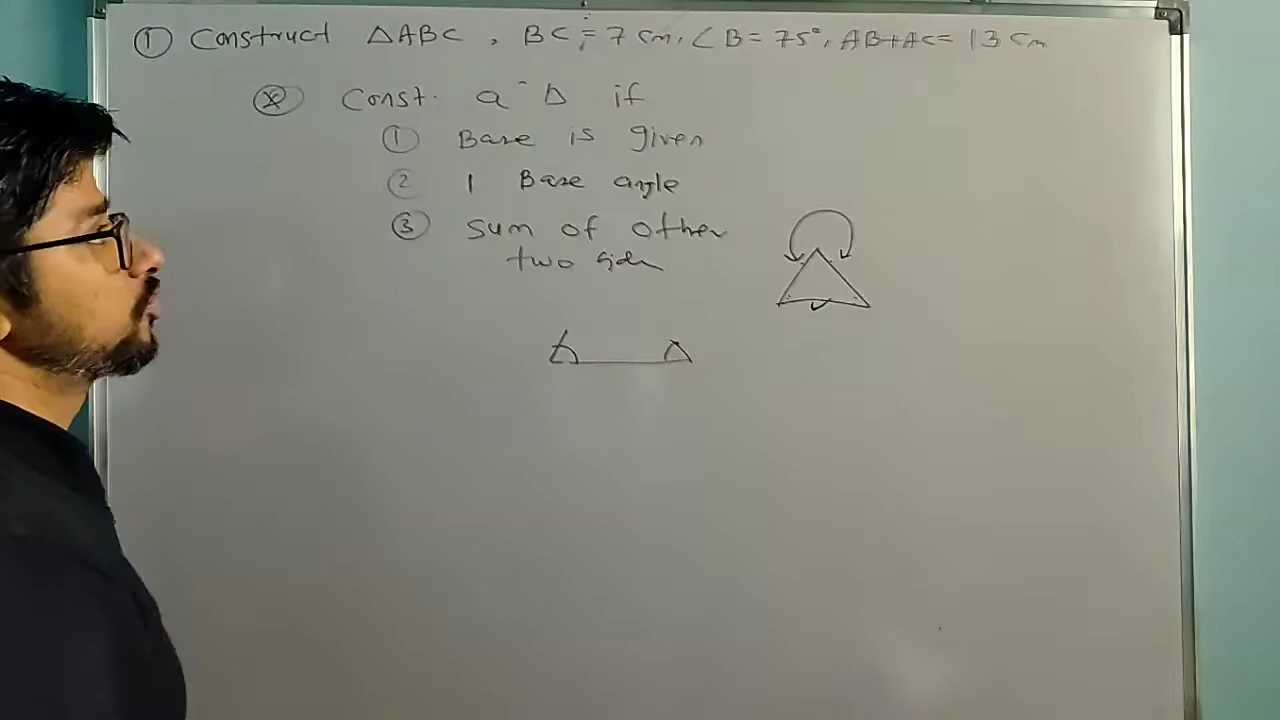 ① Construct △ABC, BC = 7 cm, ∠B = 75°, AB+AC = 13 cm
ⓧ Const. a △ if
① Base is given
② 1 Base angle
③ sum of other
two side